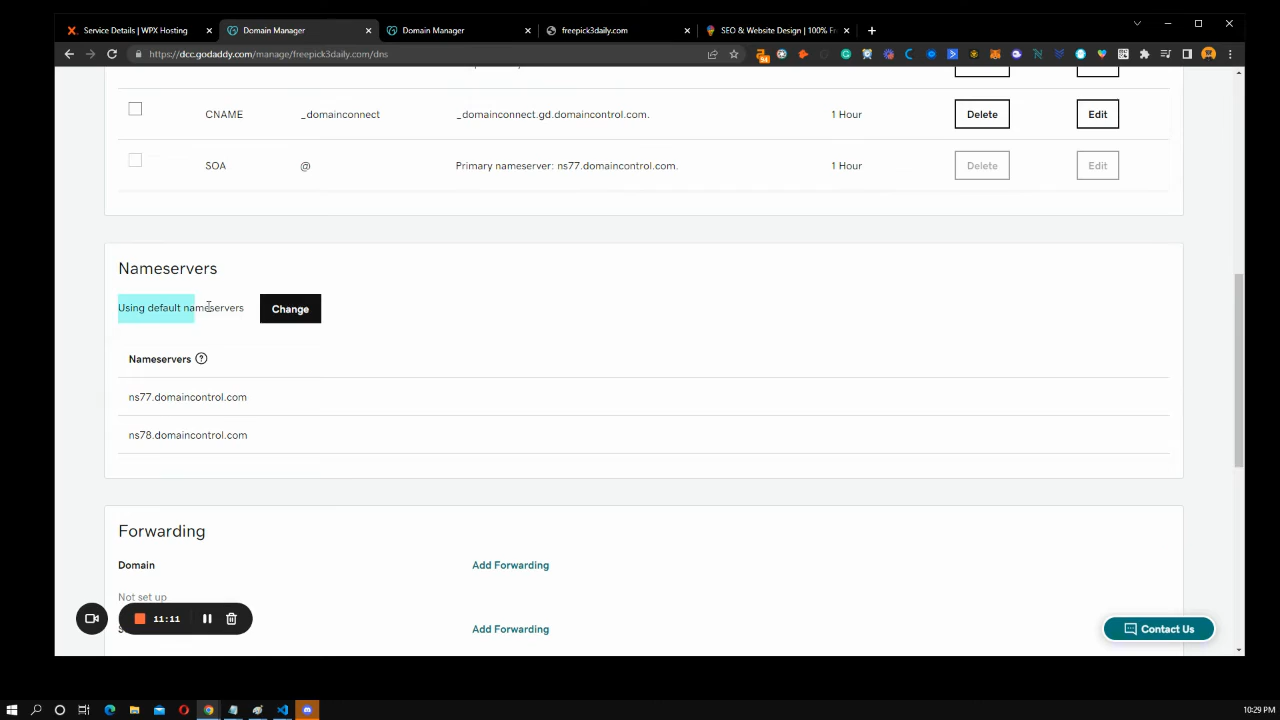 Service Details | WPX Hosting
Domain Manager
Domain Manager
freepick3daily.com
SEO & Website Design | 100% Fr
https://dcc.godaddy.com/manage/freepick3daily.com/dns
CNAME
_domainconnect
_domainconnect.gd.domaincontrol.com.
1 Hour
Delete
Edit
SOA
@
Primary nameserver: ns77.domaincontrol.com.
1 Hour
Delete
Edit
Nameservers
Using default nameservers
Change
Nameservers ?
ns77.domaincontrol.com
ns78.domaincontrol.com
Forwarding
Domain
Add Forwarding
Not set up
Add Forwarding
11:11
Contact Us
10:29 PM